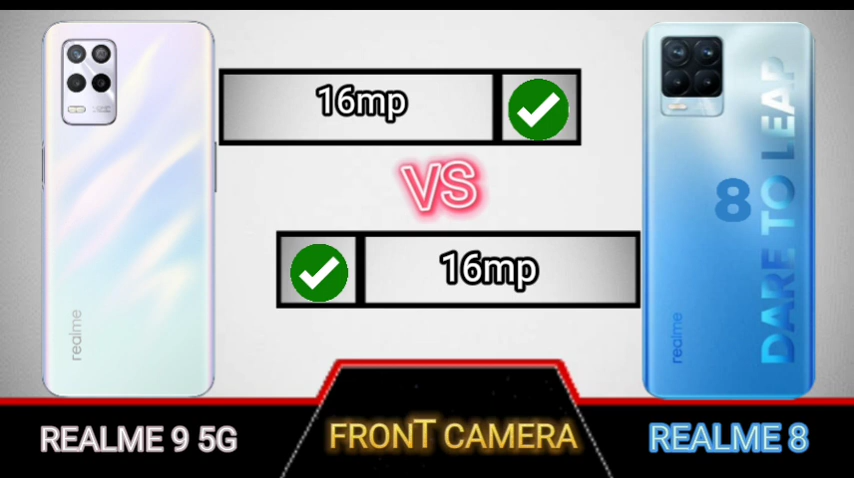 16mp
VS
16mp
realme
8
DARE TO LEAP
realme
REALME 9 5G
FRONT CAMERA
REALME 8